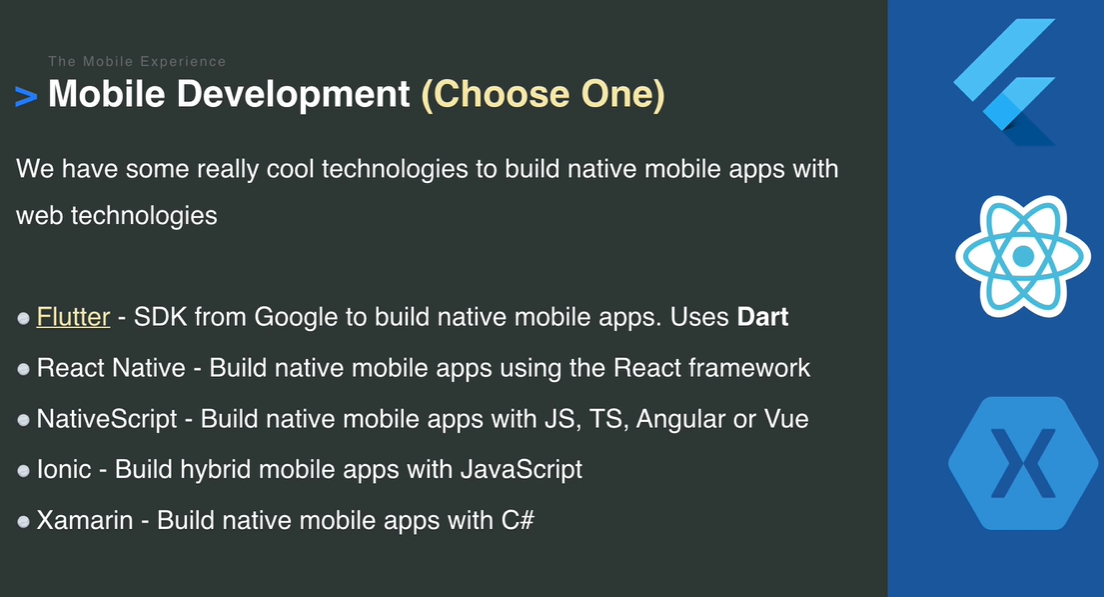 The Mobile Experience
> Mobile Development (Choose One)
We have some really cool technologies to build native mobile apps with
web technologies
Flutter - SDK from Google to build native mobile apps. Uses Dart
React Native - Build native mobile apps using the React framework
NativeScript - Build native mobile apps with JS, TS, Angular or Vue
Ionic - Build hybrid mobile apps with JavaScript
Xamarin - Build native mobile apps with C#